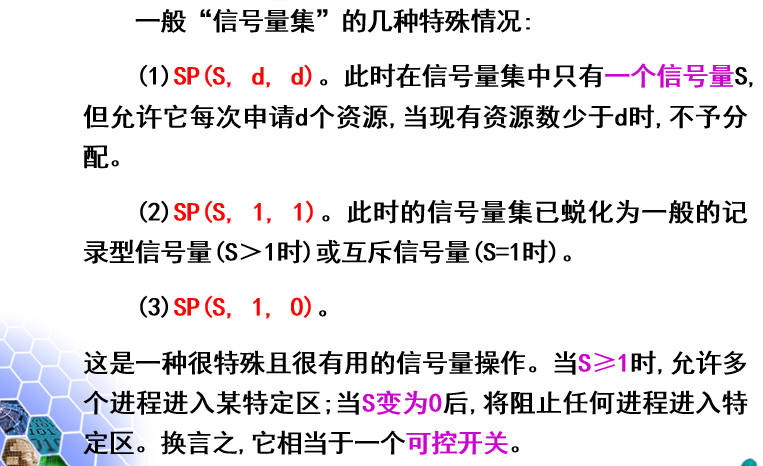 一般“信号量集”的几种特殊情况:
(1)SP(S, d, d)。此时在信号量集中只有一个信号量S,
但允许它每次申请d个资源,当现有资源数少于d时,不予分
配。
(2)SP(S, 1, 1)。此时的信号量集已蜕化为一般的记
录型信号量(S>1时)或互斥信号量(S=1时)。
(3)SP(S, 1, 0)。
这是一种很特殊且很有用的信号量操作。当S≥1时,允许多
个进程进入某特定区;当S变为0后,将阻止任何进程进入特
定区。换言之,它相当于一个可控开关。